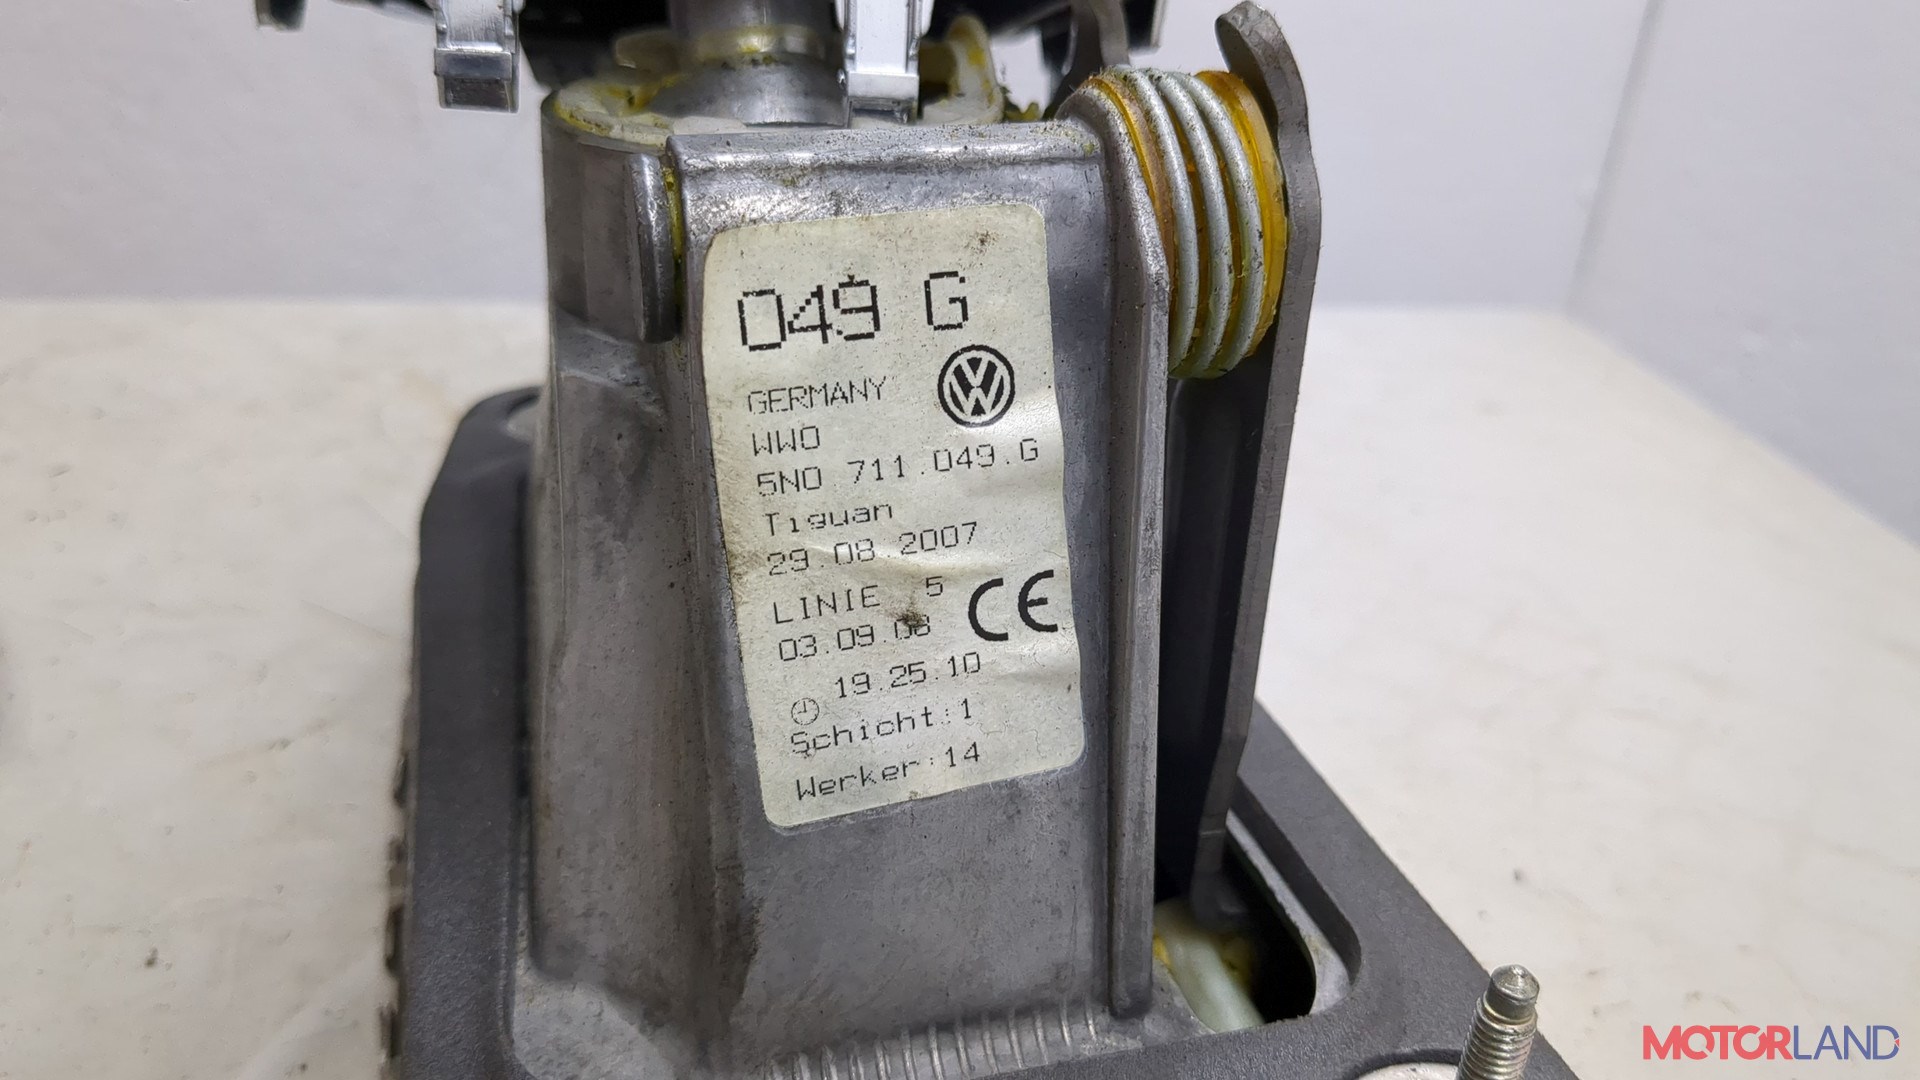 049 G
GERMANY
WWO
5N0 711.049.G
Tiguan
29.08.2007
LINIE 5
03.09.08 CE
19.25.10
Schicht:1
Werker:14
MOTORLAND